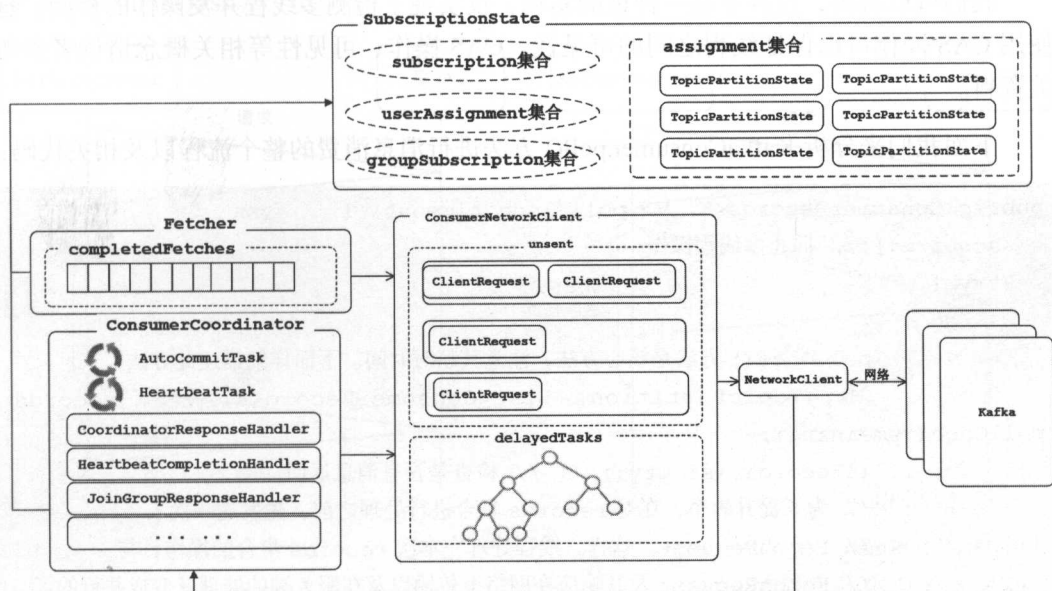 SubscriptionState
subscription集合
userAssignment集合
groupSubscription集合
assignment集合
TopicPartitionState TopicPartitionState
TopicPartitionState TopicPartitionState
TopicPartitionState TopicPartitionState
Fetcher
completedFetches
ConsumerCoordinator
AutoCommitTask
HeartbeatTask
CoordinatorResponseHandler
HeartbeatCompletionHandler
JoinGroupResponseHandler
......
ConsumerNetworkClient
unsent
ClientRequest ClientRequest
ClientRequest
ClientRequest
delayedTasks
NetworkClient
网络
Kafka